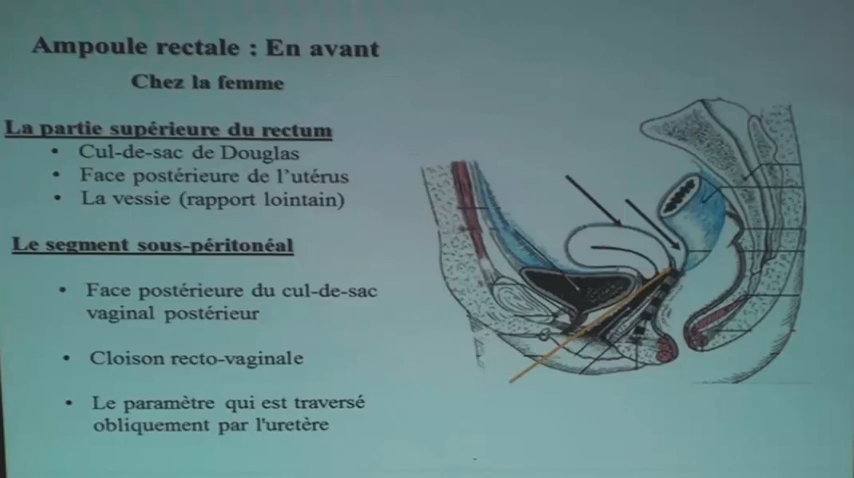 Ampoule rectale : En avant
Chez la femme
La partie supérieure du rectum
• Cul-de-sac de Douglas
• Face postérieure de l'utérus
• La vessie (rapport lointain)
Le segment sous-péritonéal
• Face postérieure du cul-de-sac
vaginal postérieur
• Cloison recto-vaginale
• Le paramètre qui est traversé
obliquement par l'uretère